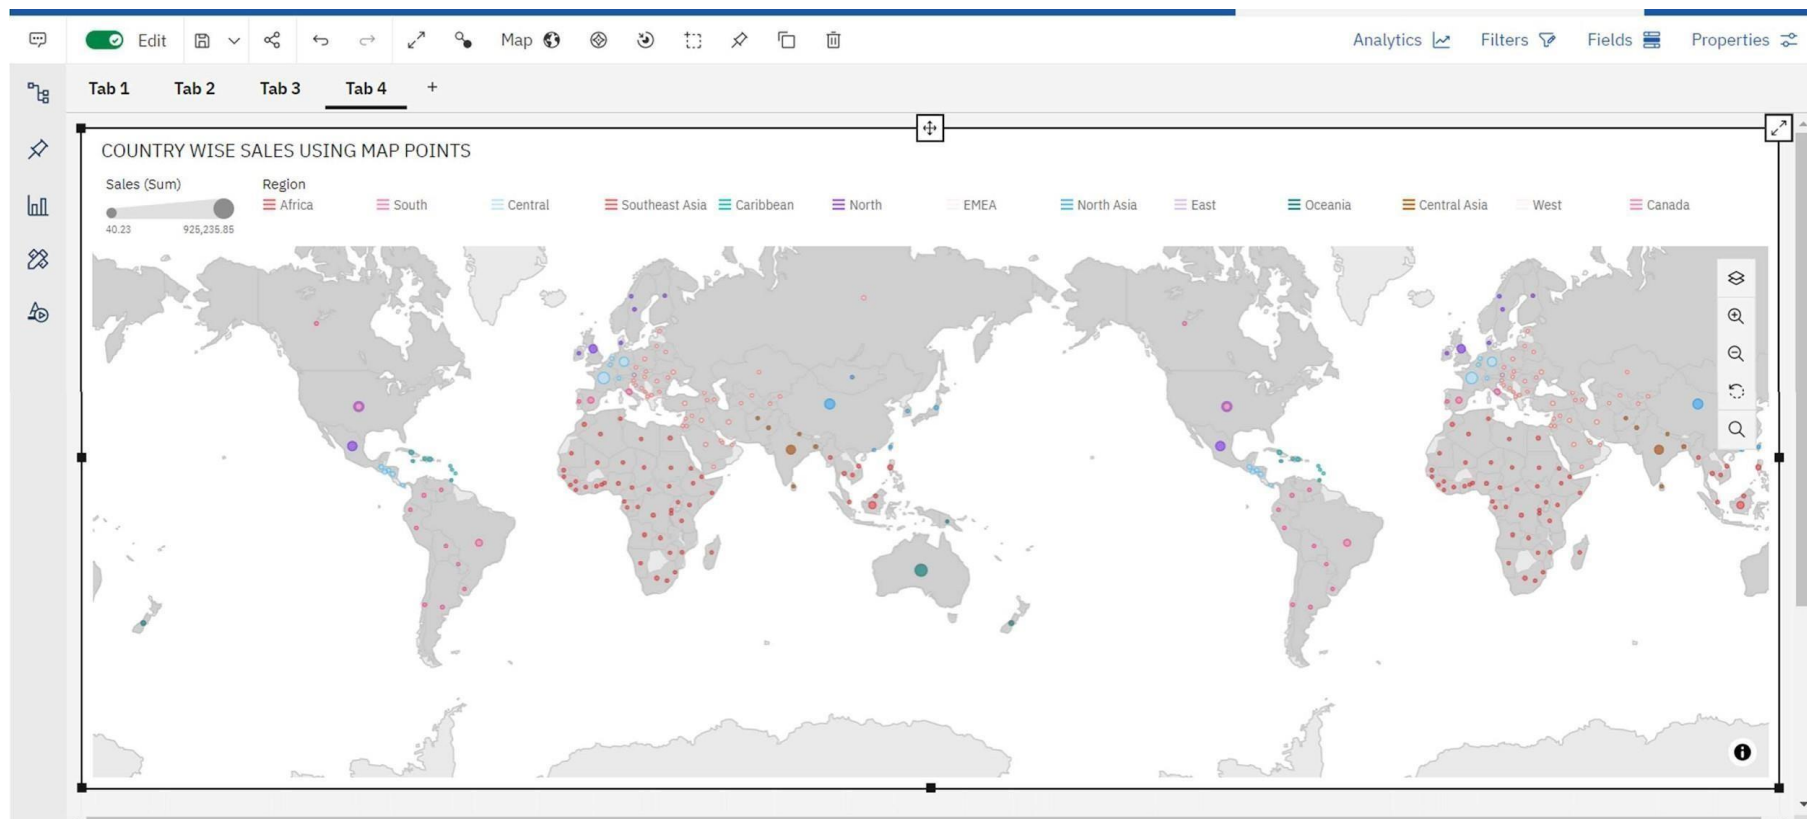 Edit
Map
Analytics
Filters
Fields
Properties
Tab 1
Tab 2
Tab 3
Tab 4
+
COUNTRY WISE SALES USING MAP POINTS
Sales (Sum)
40.23
925,235.85
Region
Africa
South
Central
Southeast Asia
Caribbean
North
EMEA
North Asia
East
Oceania
Central Asia
West
Canada